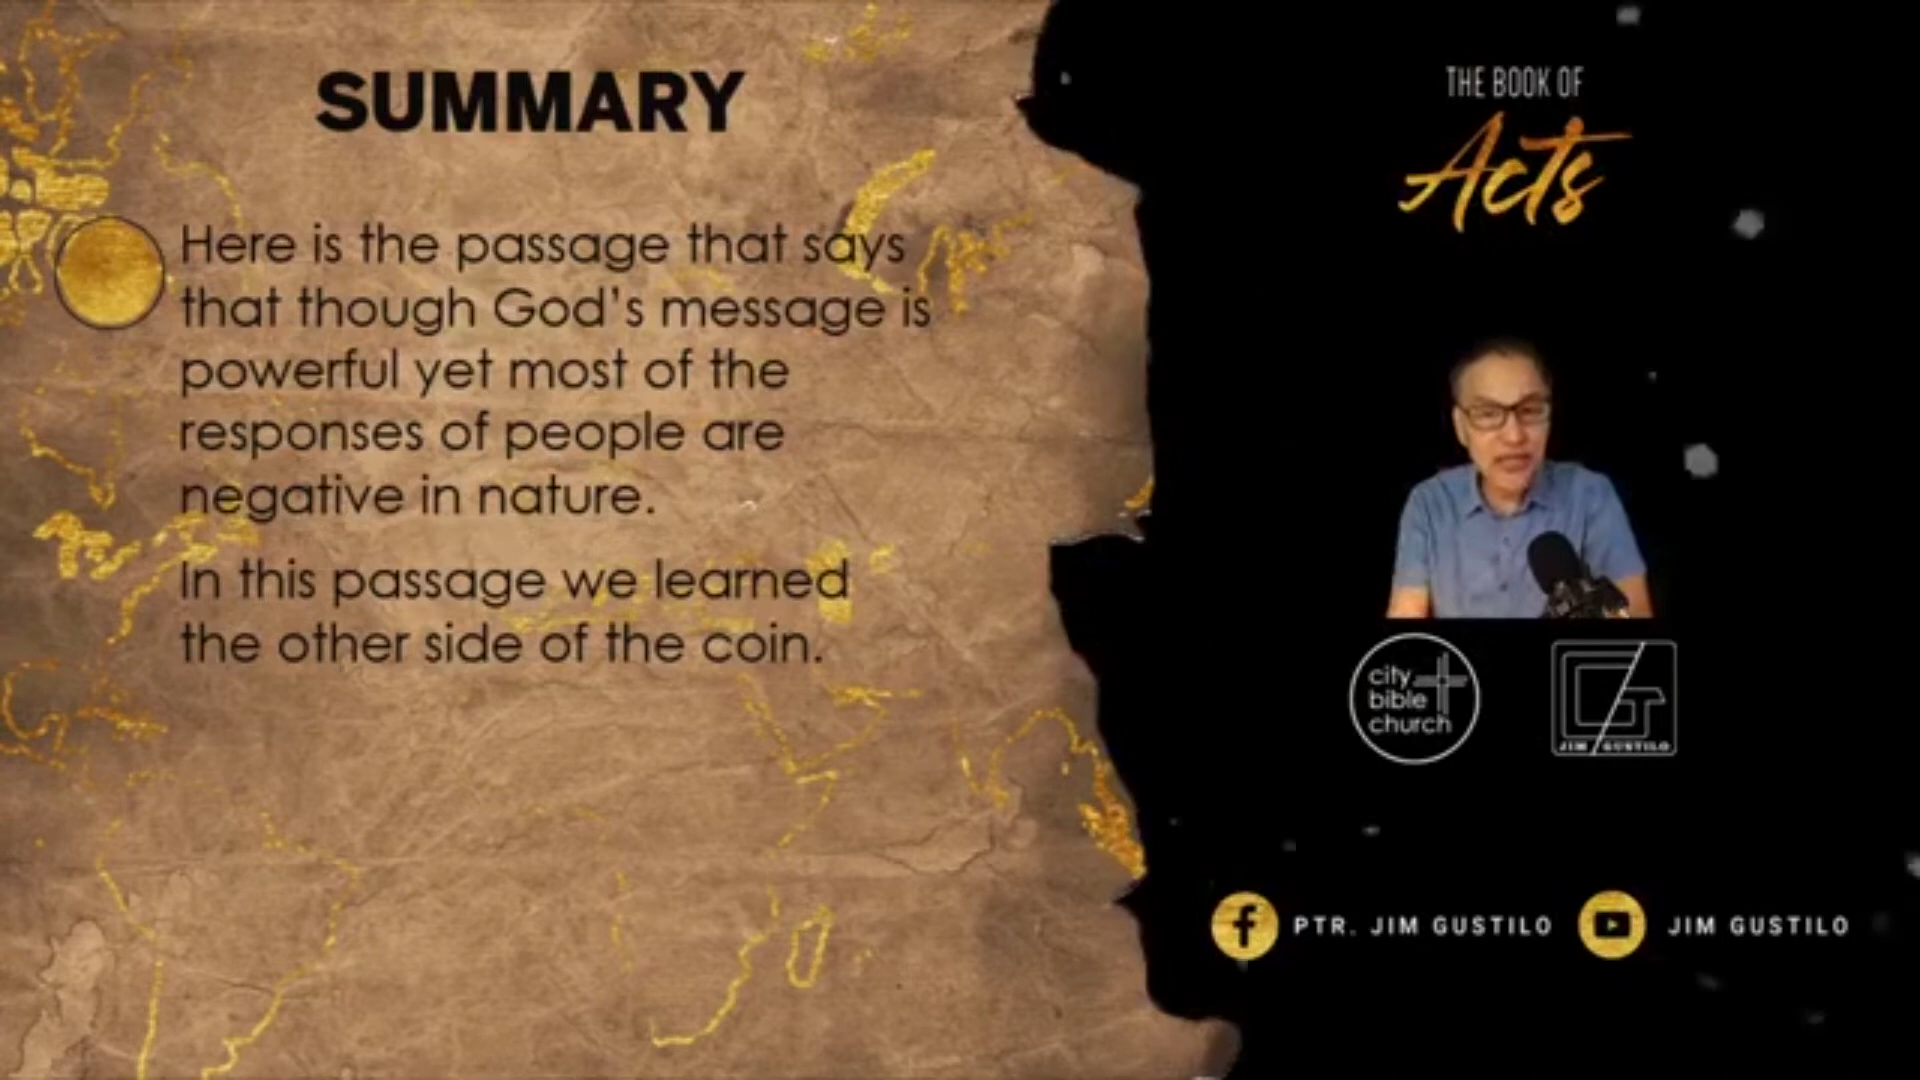 SUMMARY
Here is the passage that says
that though God's message is
powerful yet most of the
responses of people are
negative in nature.
In this passage we learned
the other side of the coin.
THE BOOK OF
Acts
city
bible
church
JIM GUSTILO
PTR. JIM GUSTILO
JIM GUSTILO